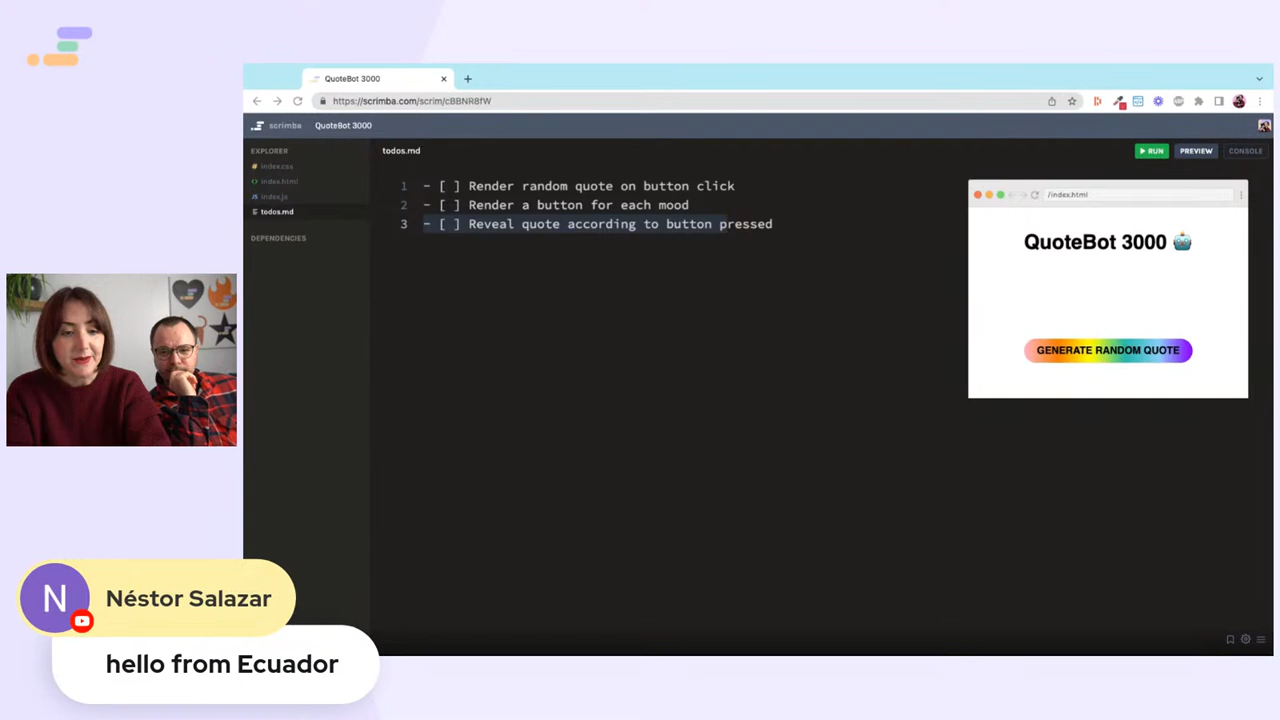 QuoteBot 3000
https://scrimba.com/scrim/cBBNR8fW
scrimba QuoteBot 3000
EXPLORER
index.css
index.html
index.js
todos.md
DEPENDENCIES
todos.md
RUN PREVIEW CONSOLE
1 - [ ] Render random quote on button click
2 - [ ] Render a button for each mood
3 - [ ] Reveal quote according to button pressed
/index.html
QuoteBot 3000 🤖
GENERATE RANDOM QUOTE
N Néstor Salazar
hello from Ecuador